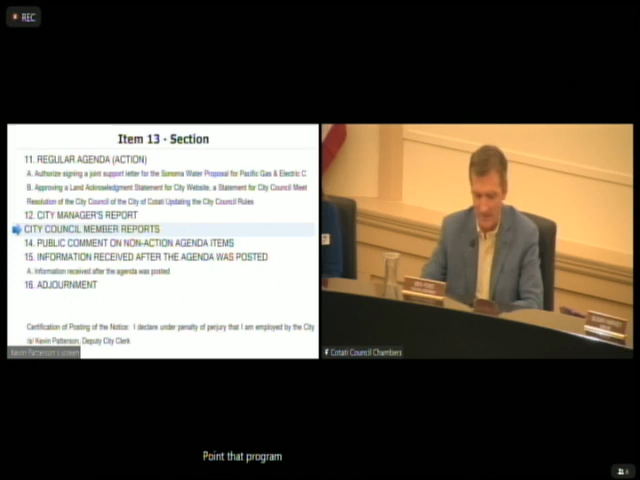 REC
Item 13 - Section
11. REGULAR AGENDA (ACTION)
A. Authorize signing a joint support letter for the Sonoma Water Proposal for Pacific Gas & Electric C
B. Approving a Land Acknowledgment Statement for City Website, a Statement for City Council Meet
Resolution of the City Council of the City of Cotati Updating the City Council Rules
12. CITY MANAGER'S REPORT
CITY COUNCIL MEMBER REPORTS
14. PUBLIC COMMENT ON NON-ACTION AGENDA ITEMS
15. INFORMATION RECEIVED AFTER THE AGENDA WAS POSTED
A. Information received after the agenda was posted
16. ADJOURNMENT
Certification of Posting of the Notice: I declare under penalty of perjury that I am employed by the City
/s/ Kevin Patterson, Deputy City Clerk
Kevin Patterson's screen
Cotati Council Chambers
Point that program